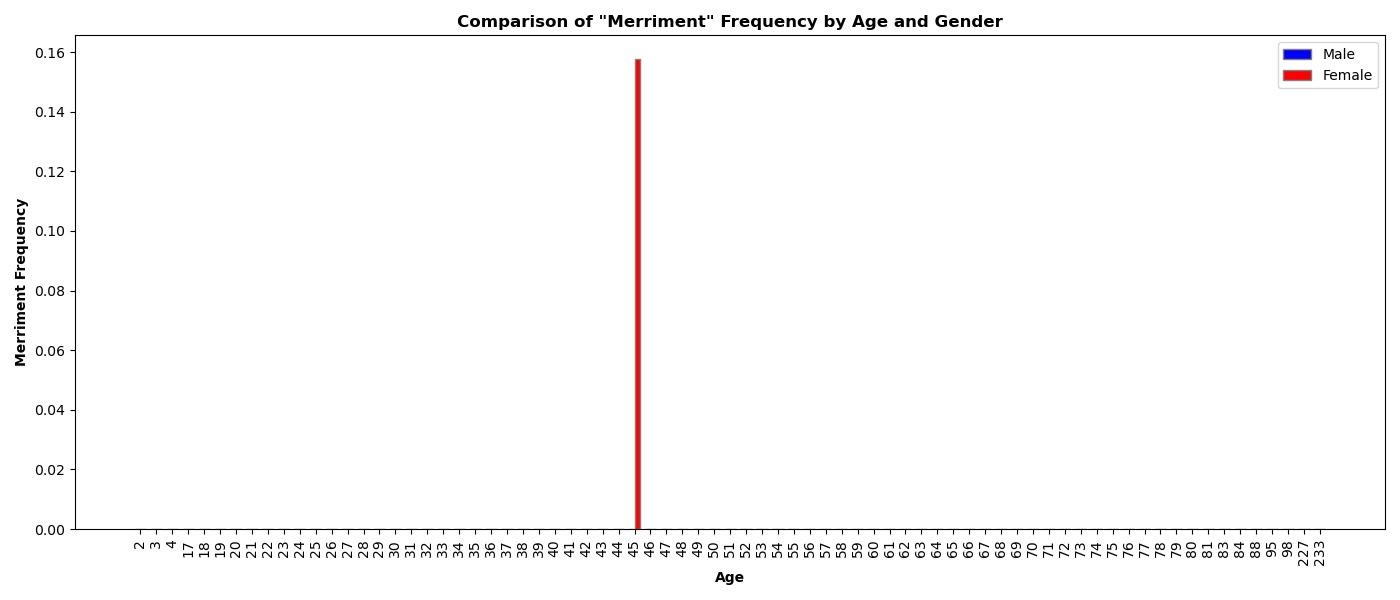 Comparison of "Merriment" Frequency by Age and Gender
Male
Female
Merriment Frequency
0.16
0.14
0.12
0.10
0.08
0.06
0.04
0.02
0.00
2 3 4 17 18 19 20 21 22 23 24 25 26 27 28 29 30 31 32 33 34 35 36 37 38 39 40 41 42 43 44 45 46 47 48 49 50 51 52 53 54 55 56 57 58 59 60 61 62 63 64 65 66 67 68 69 70 71 72 73 74 75 76 77 78 79 80 81 83 84 88 95 98 227 233
Age